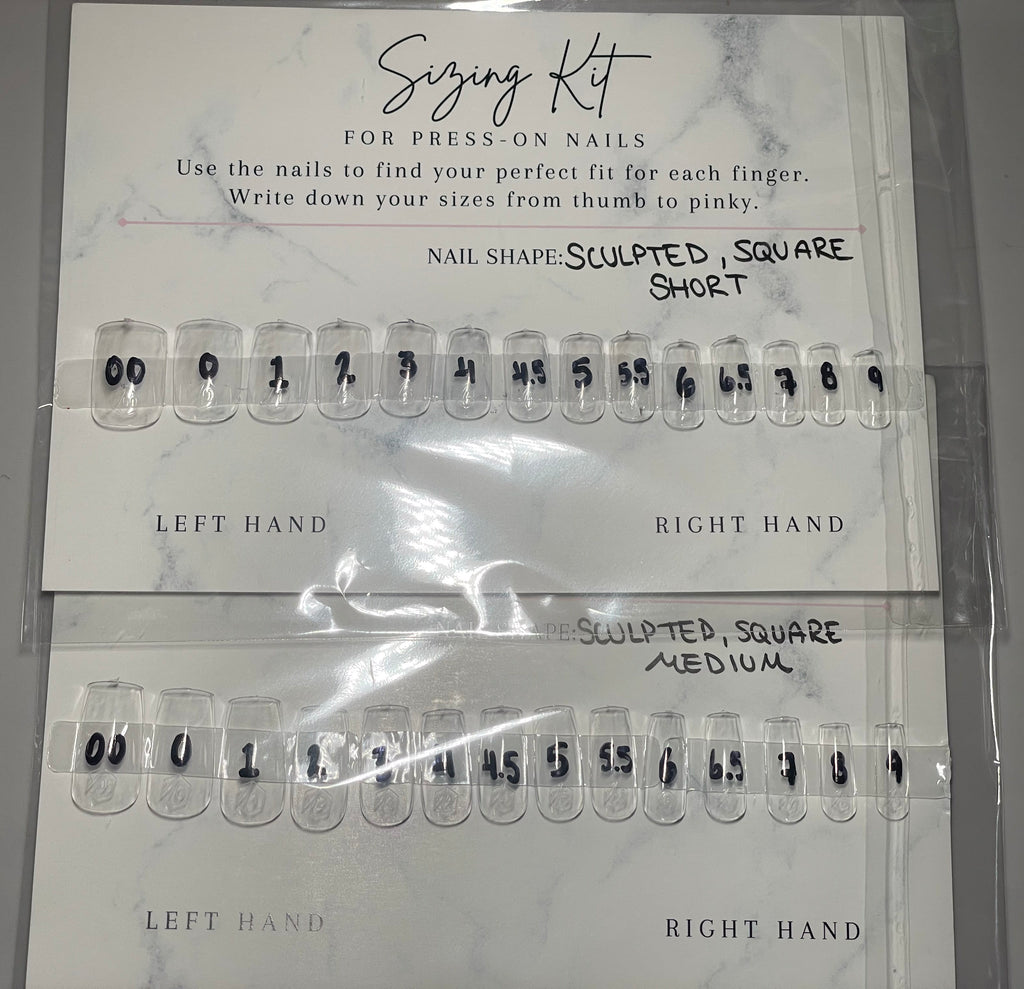 Sizing Kit
FOR PRESS-ON NAILS
Use the nails to find your perfect fit for each finger.
Write down your sizes from thumb to pinky.
NAIL SHAPE: SCULPTED, SQUARE
SHORT
00 0 1 2 3 4 4.5 5 5.5 6 6.5 7 8 9
LEFT HAND RIGHT HAND
SCULPTED, SQUARE
MEDIUM
00 0 1 2 3 4 4.5 5 5.5 6 6.5 7 8 9
LEFT HAND RIGHT HAND